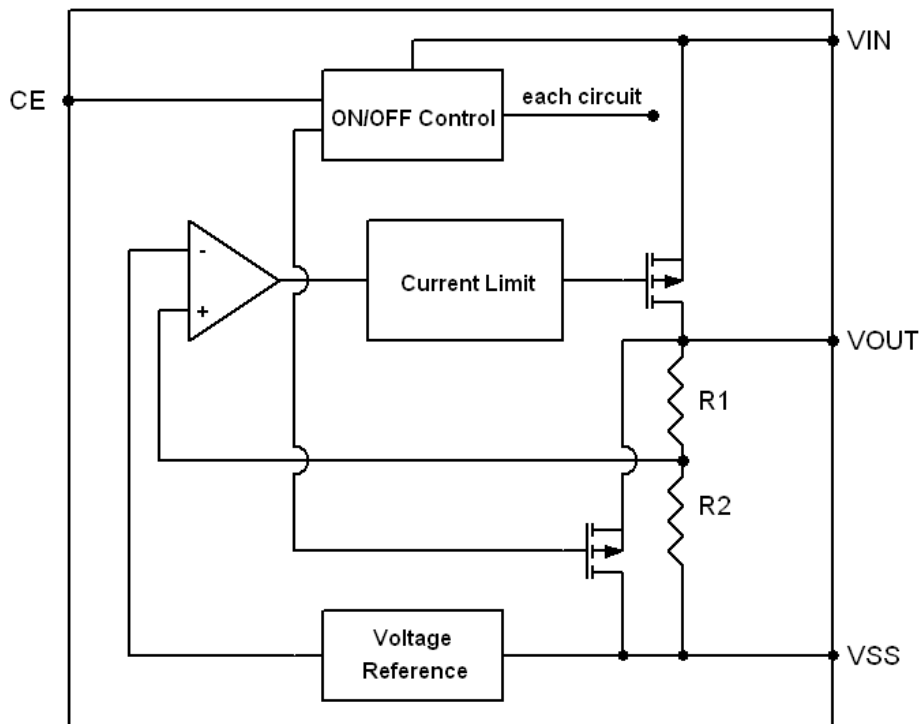 VIN
CE
each circuit
ON/OFF Control
-
Current Limit
+
VOUT
R1
R2
Voltage
Reference
VSS